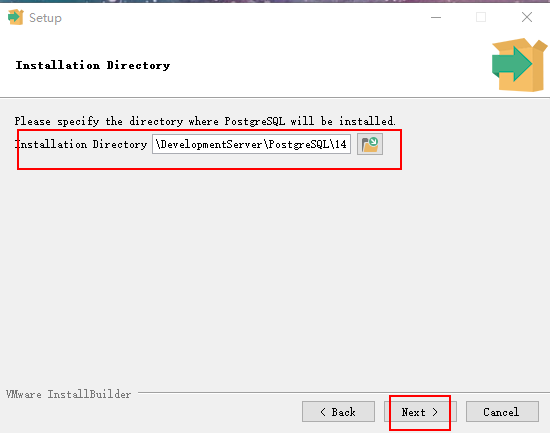 Setup
Installation Directory
Please specify the directory where PostgreSQL will be installed.
Installation Directory \DevelopmentServer\PostgreSQL\14
VMware InstallBuilder
< Back Next > Cancel